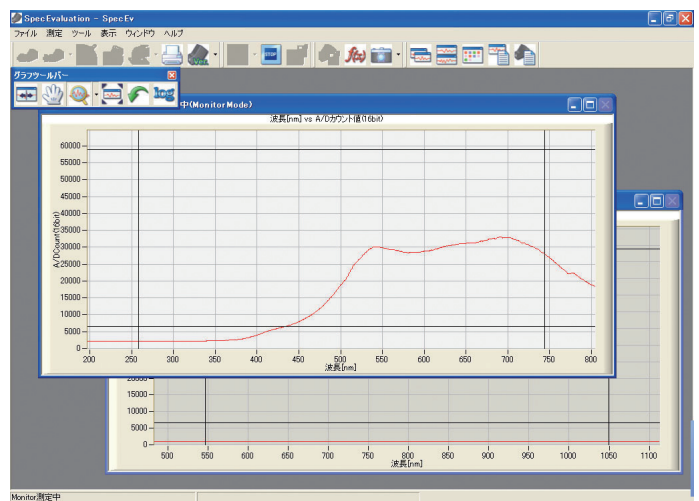 SpecEvaluation - SpecEv
ファイル 測定 ツール 表示 ウィンドウ ヘルプ
VCL
STOP
f(x)
グラフツールバー
log
中(MonitorMode)
波長[nm] vs A/Dカウント値(16bit)
A/DCount(16bit)
60000
55000
50000
45000
40000
35000
30000
25000
20000
15000
10000
5000
0
200 250 300 350 400 450 500 550 600 650 700 750 800
波長[nm]
20000
15000
10000
5000
0
500 550 600 650 700 750 800 850 900 950 1000 1050 1100
波長[nm]
Monitor測定中